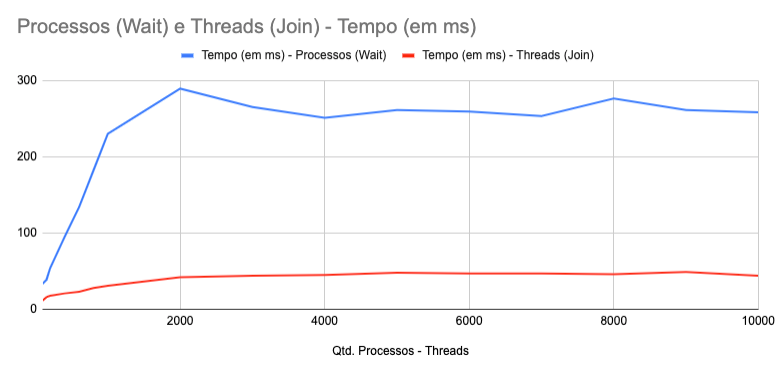 Processos (Wait) e Threads (Join) - Tempo (em ms)
Tempo (em ms) - Processos (Wait) Tempo (em ms) - Threads (Join)
300
200
100
0
2000 4000 6000 8000 10000
Qtd. Processos - Threads